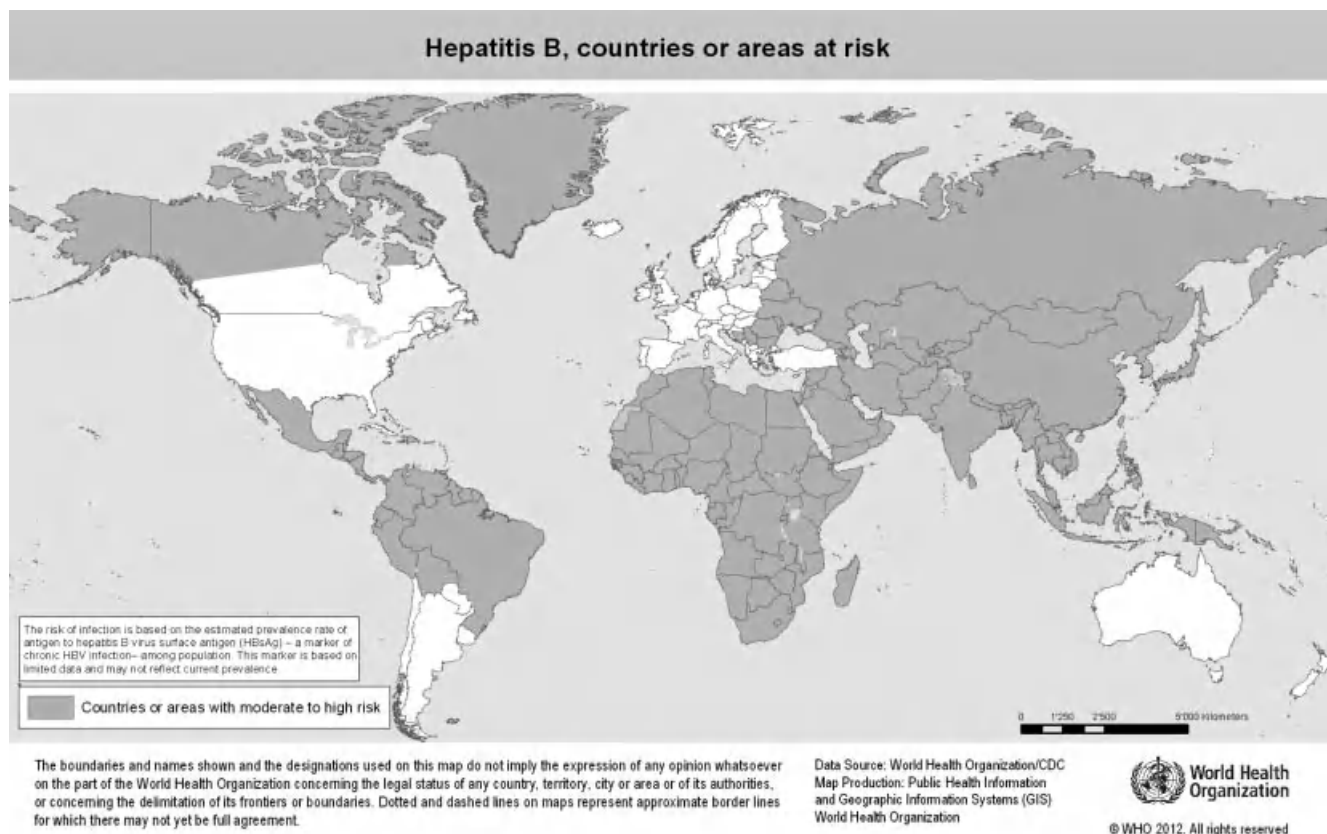 Hepatitis B, countries or areas at risk
The risk of infection is based on the estimated prevalence rate of
antigen to hepatitis B virus surface antigen (HBsAg) – a marker of
chronic HBV infection– among population. This marker is based on
limited data and may not reflect current prevalence
Countries or areas with moderate to high risk
0 1'250 2'500 5'000 Kilometers
The boundaries and names shown and the designations used on this map do not imply the expression of any opinion whatsoever
on the part of the World Health Organization concerning the legal status of any country, territory, city or area or of its authorities,
or concerning the delimitation of its frontiers or boundaries. Dotted and dashed lines on maps represent approximate border lines
for which there may not yet be full agreement.
Data Source: World Health Organization/CDC
Map Production: Public Health Information
and Geographic Information Systems (GIS)
World Health Organization
World Health
Organization
© WHO 2012. All rights reserved